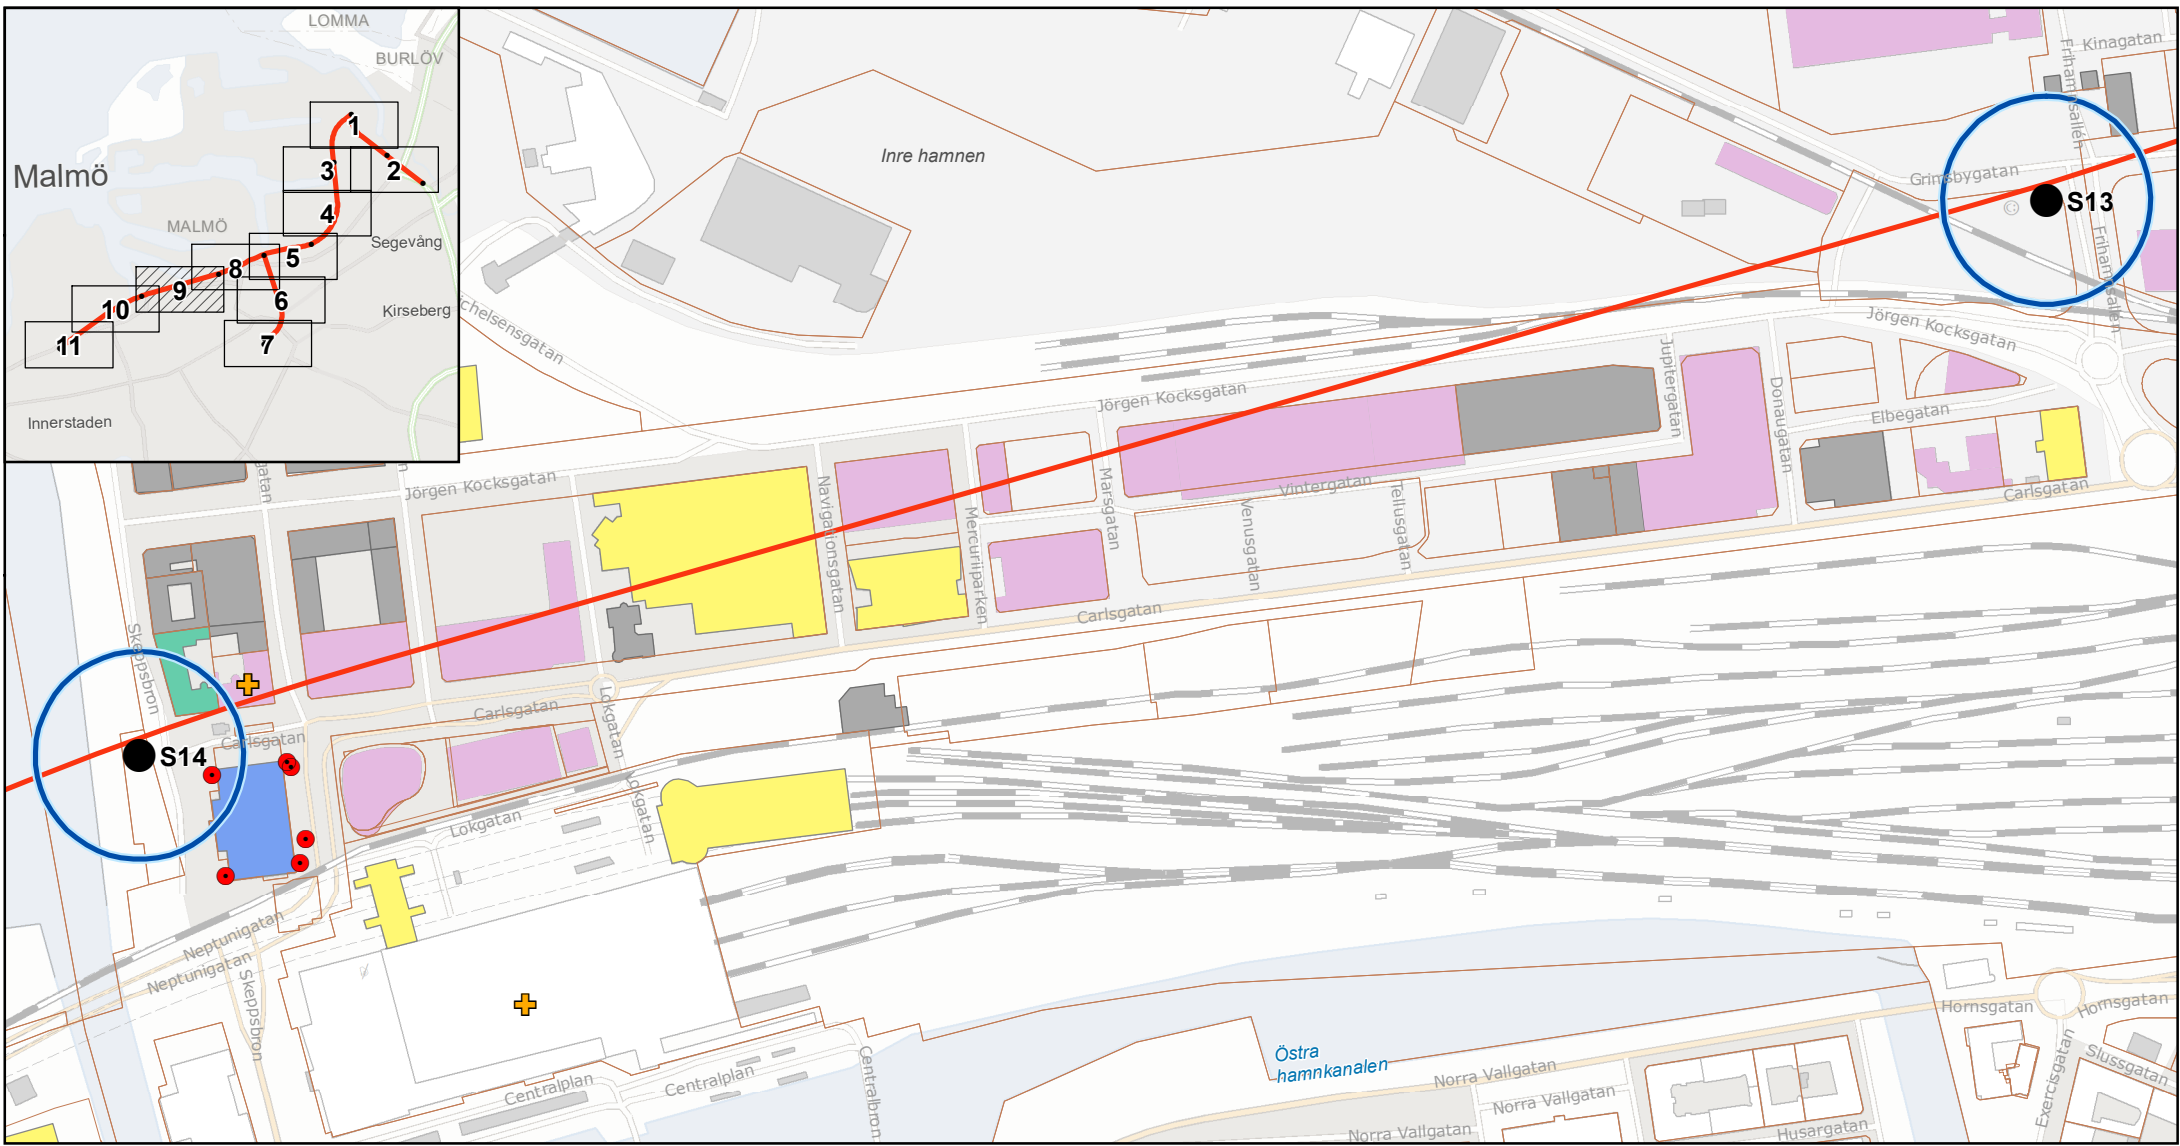 LOMMA
BURLÖV
1
2
3
Malmö
4
MALMÖ
Segevång
5
8
9
6
10
Kirseberg
11
7
Innerstaden
Inre hamnen
Kinagatan
Frihamnsallén
Grimsbygatan
S13
Frihamnsallén
chelsensgatan
Jörgen Kocksgatan
Jupitergatan
Donaugatan
Jörgen Kocksgatan
Elbegatan
gatan
n
Jörgen Kocksgatan
Navigationsgatan
Mercuriiparken
Marsgatan
Venusgatan
Vintergatan
Tellusgatan
Carlsgatan
Carlsgatan
Skeppsbron
Carlsgatan
Lokgatan
Carlsgatan
S14
Lokgatan
Lokgatan
Neptunigatan
Neptunigatan
Skeppsbron
Centralplan
Centralplan
Centralbron
Östra
hamnkanalen
Norra Vallgatan
Norra Vallgatan
Norra Vallgatan
Husargatan
Hornsgatan
Hornsgatan
Exercisgatan
Slussgatan